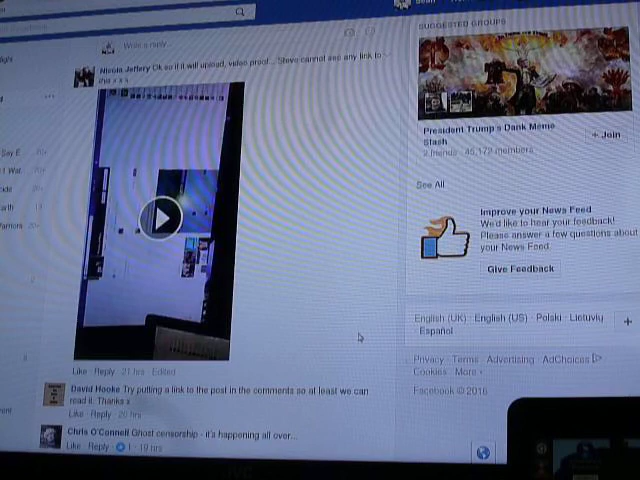 Write a reply...
Nicola Jeffery Ok so if it will upload, video proof... Steve cannot see any link to
this x x x
Like · Reply · 21 hrs · Edited
David Hooke Try putting a link to the post in the comments so at least we can
read it. Thanks x
Like · Reply · 20 hrs
Chris O'Connell Ghost censorship - it's happening all over...
Like · Reply · 1 · 19 hrs
SUGGESTED GROUPS
President Trump's Dank Meme
Stash
2 friends · 45,172 members
+ Join
See All
Improve your News Feed
We'd like to hear your feedback!
Please answer a few questions about
your News Feed
Give Feedback
English (UK) · English (US) · Polski · Lietuvių
Español
+
Privacy · Terms · Advertising · AdChoices
Cookies · More
Facebook © 2016